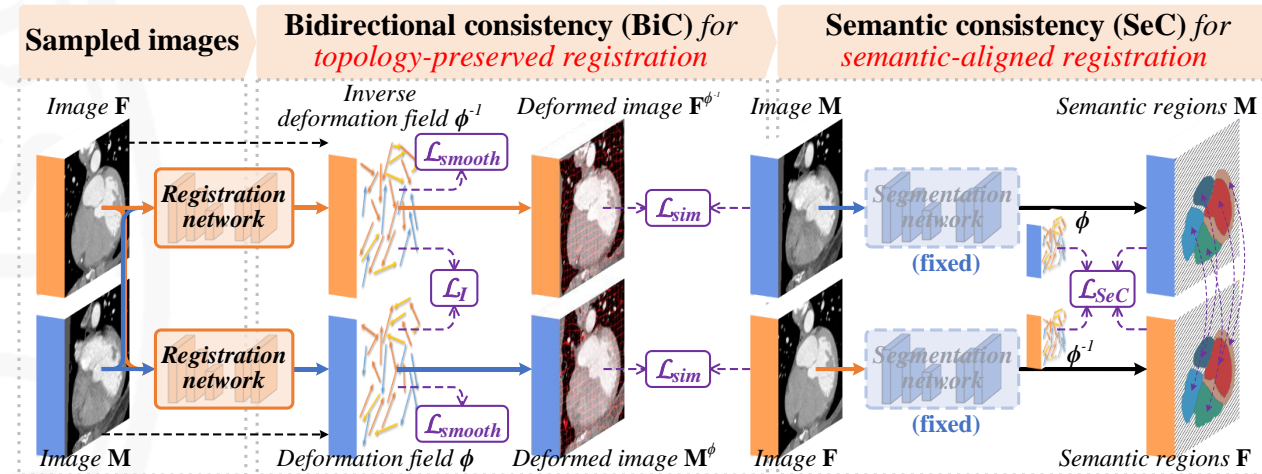 Sampled images
Bidirectional consistency (BiC) for
topology-preserved registration
Semantic consistency (SeC) for
semantic-aligned registration
Image F
Inverse
deformation field ϕ⁻¹
Deformed image F^ϕ⁻¹
Image M
Semantic regions M
Registration
network
ℒsmooth
ℒsim
Segmentation
network
(fixed)
ϕ
ℒI
ℒSeC
Registration
network
ℒsmooth
ℒsim
Segmentation
network
(fixed)
ϕ⁻¹
Image M
Deformation field ϕ
Deformed image M^ϕ
Image F
Semantic regions F